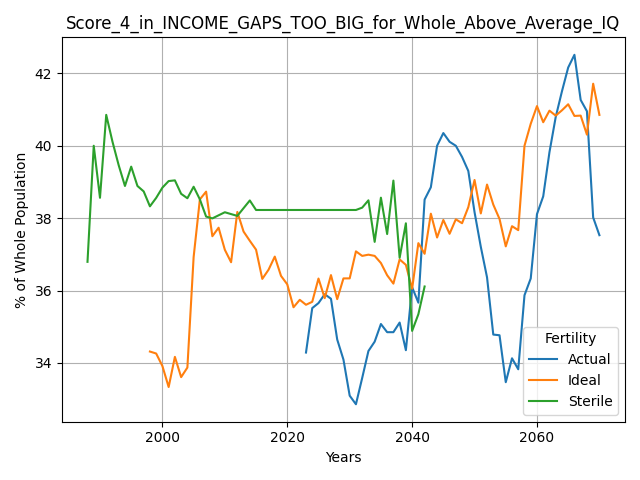 Score_4_in_INCOME_GAPS_TOO_BIG_for_Whole_Above_Average_IQ
% of Whole Population
42
40
38
36
34
2000
2020
2040
2060
Years
Fertility
Actual
Ideal
Sterile